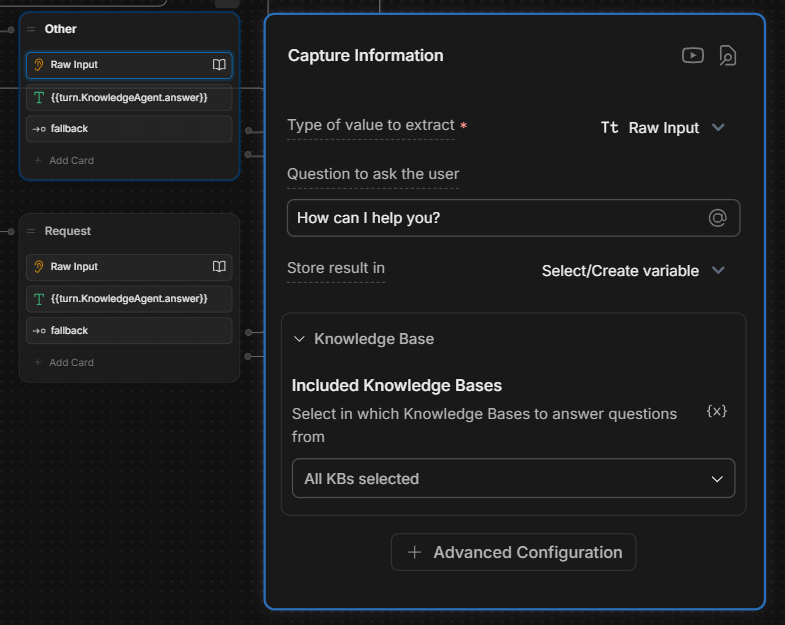 Other
Raw Input
{{turn.KnowledgeAgent.answer}}
fallback
Add Card
Request
Raw Input
{{turn.KnowledgeAgent.answer}}
fallback
Add Card
Capture Information
Type of value to extract *
Tt Raw Input
Question to ask the user
How can I help you?
Store result in
Select/Create variable
Knowledge Base
Included Knowledge Bases
Select in which Knowledge Bases to answer questions
from
{x}
All KBs selected
+ Advanced Configuration